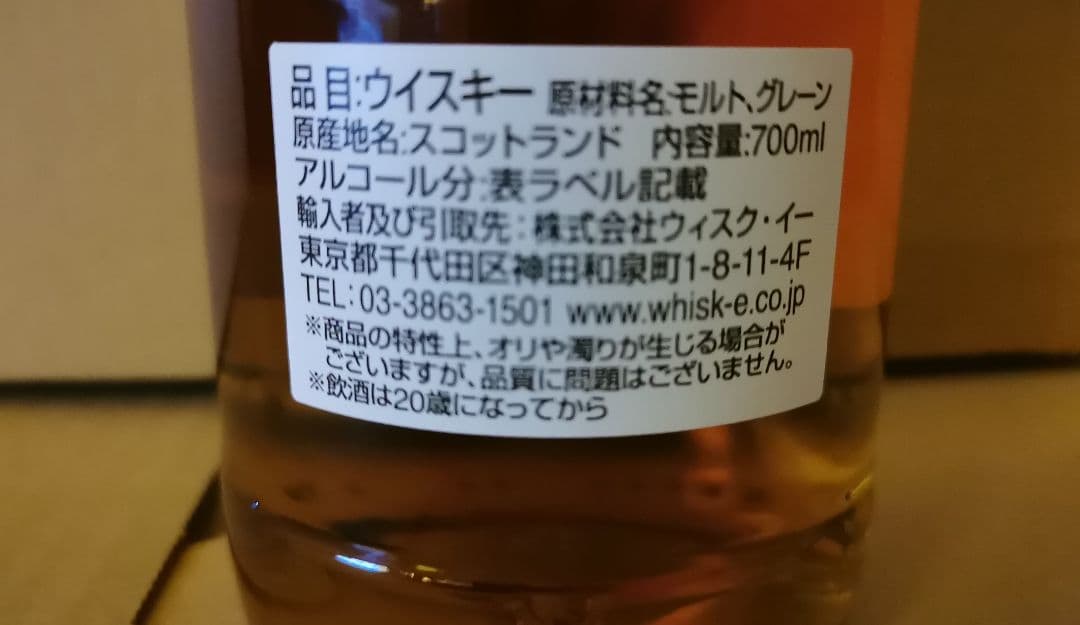 品目:ウイスキー 原材料名:モルト、グレーン
原産地名:スコットランド 内容量:700ml
アルコール分:表ラベル記載
輸入者及び引取先:株式会社ウィスク・イー
東京都千代田区神田和泉町1-8-11-4F
TEL:03-3863-1501 www.whisk-e.co.jp
※商品の特性上、オリや濁りが生じる場合が
ございますが、品質に問題はございません。
※飲酒は20歳になってから